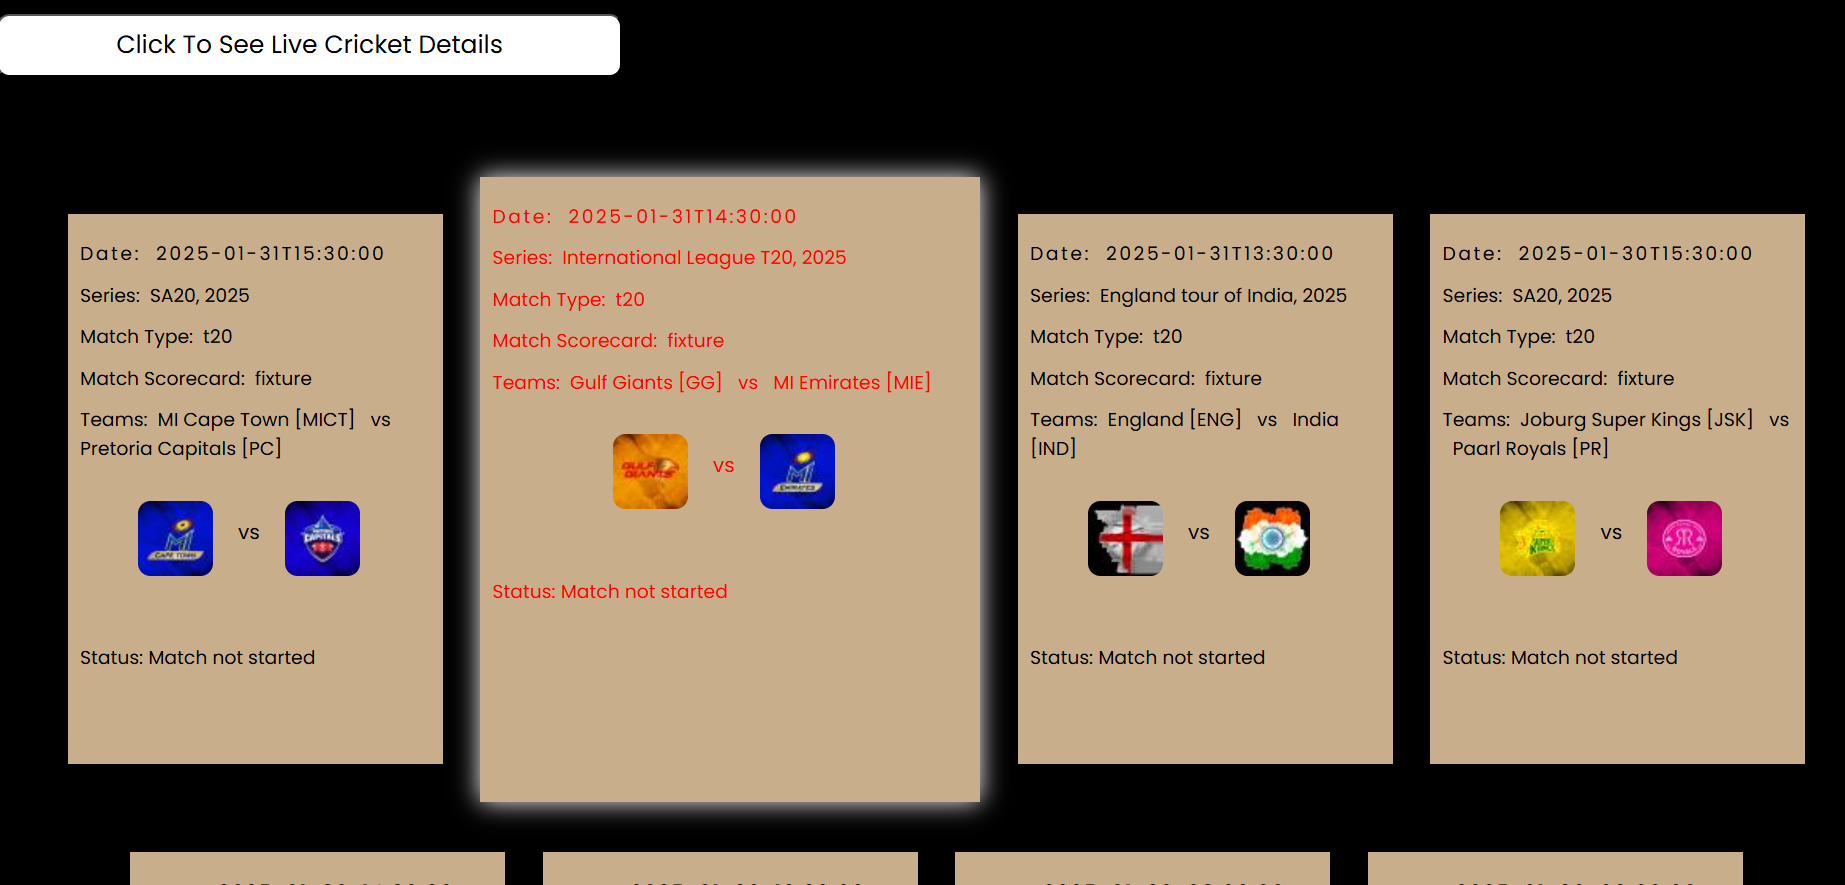 Click To See Live Cricket Details
Date: 2025-01-31T15:30:00
Series: SA20, 2025
Match Type: t20
Match Scorecard: fixture
Teams: MI Cape Town [MICT] vs
Pretoria Capitals [PC]
CAPE TOWN
vs
CAPITALS
Status: Match not started
Date: 2025-01-31T14:30:00
Series: International League T20, 2025
Match Type: t20
Match Scorecard: fixture
Teams: Gulf Giants [GG] vs MI Emirates [MIE]
GULF
GIANTS
vs
EMIRATES
Status: Match not started
Date: 2025-01-31T13:30:00
Series: England tour of India, 2025
Match Type: t20
Match Scorecard: fixture
Teams: England [ENG] vs India
[IND]
vs
Status: Match not started
Date: 2025-01-30T15:30:00
Series: SA20, 2025
Match Type: t20
Match Scorecard: fixture
Teams: Joburg Super Kings [JSK] vs
Paarl Royals [PR]
vs
Status: Match not started